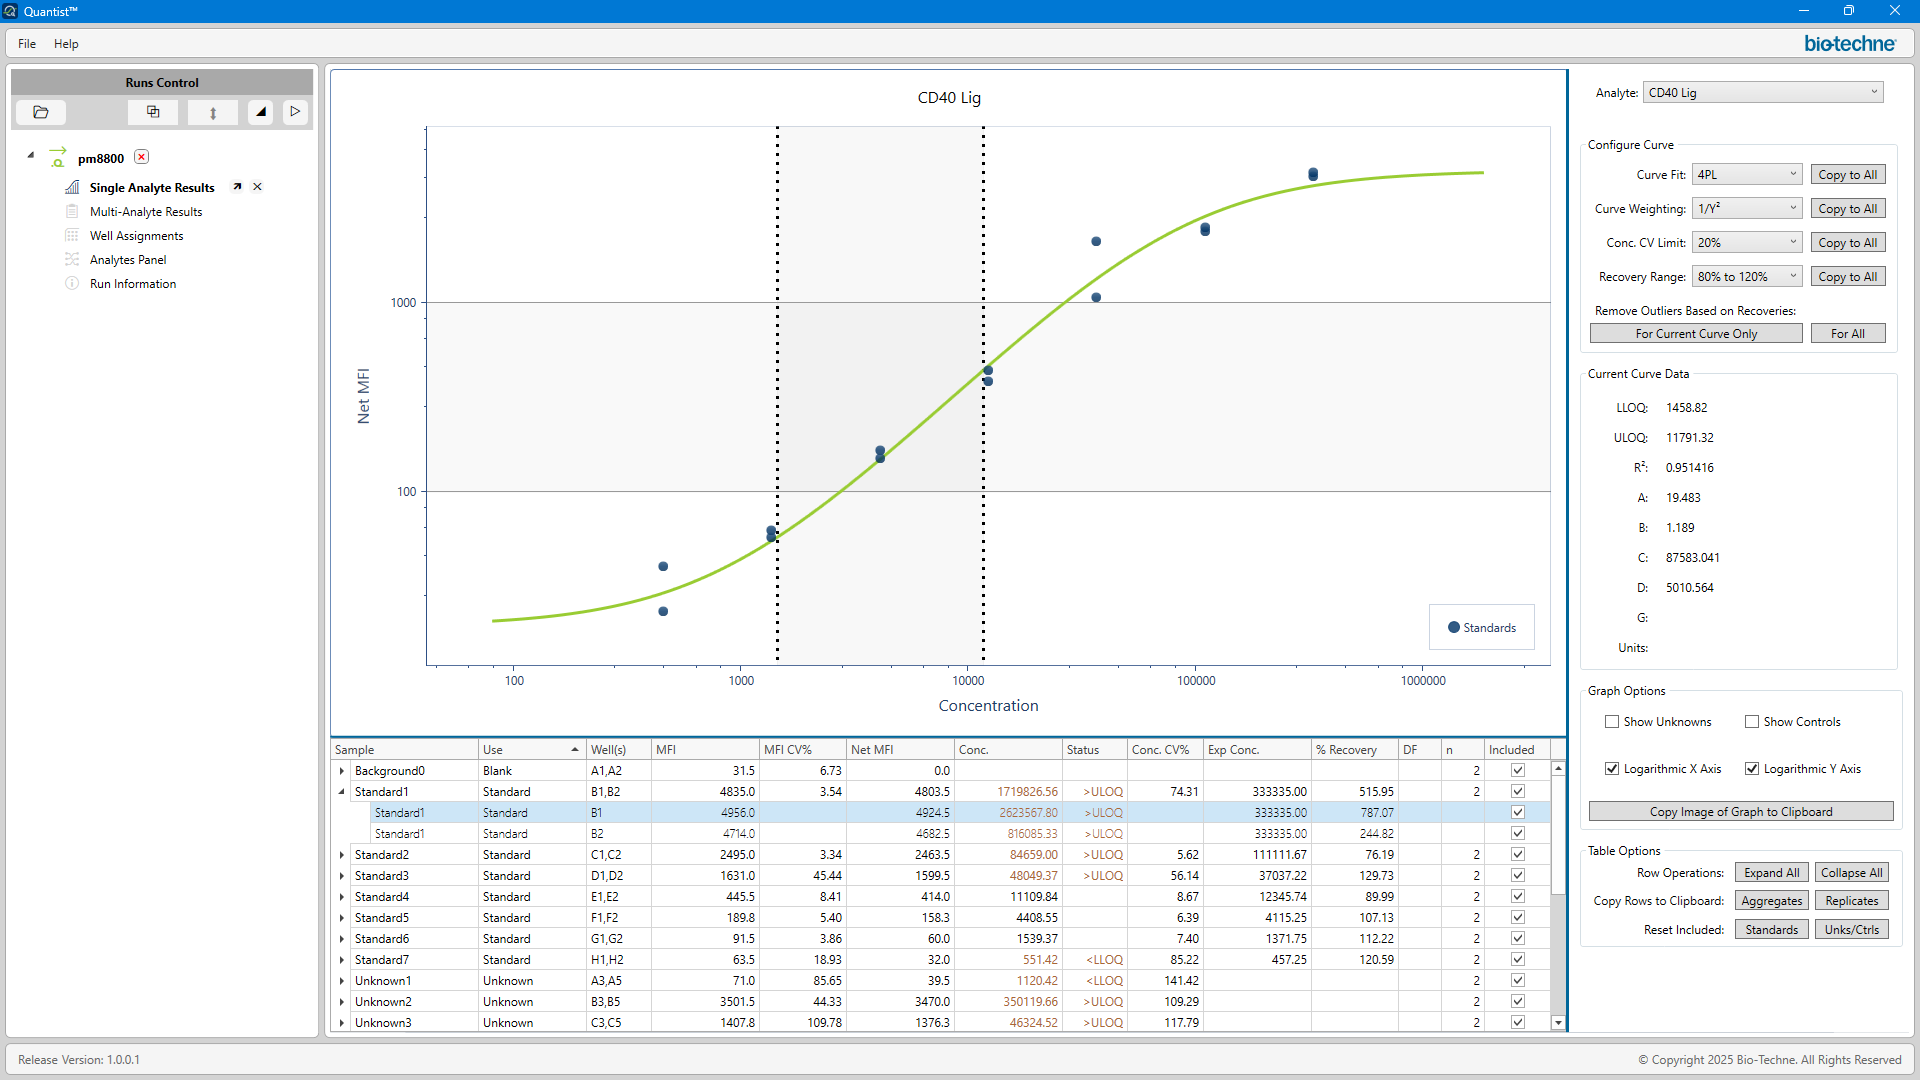 Quantist™
File Help
bio-techne
Runs Control
pm8800
Single Analyte Results
Multi-Analyte Results
Well Assignments
Analytes Panel
Run Information
CD40 Lig
Net MFI
1000
100
100 1000 10000 100000 1000000
Concentration
Standards
Sample Use Well(s) MFI MFI CV% Net MFI Conc. Status Conc. CV% Exp Conc. % Recovery DF n Included
Background0 Blank A1,A2 31.5 6.73 0.0 2
Standard1 Standard B1,B2 4835.0 3.54 4803.5 1719826.56 >ULOQ 74.31 333335.00 515.95 2
Standard1 Standard B1 4956.0 4924.5 2623567.80 >ULOQ 333335.00 787.07
Standard1 Standard B2 4714.0 4682.5 816085.33 >ULOQ 333335.00 244.82
Standard2 Standard C1,C2 2495.0 3.34 2463.5 84659.00 >ULOQ 5.62 111111.67 76.19 2
Standard3 Standard D1,D2 1631.0 45.44 1599.5 48049.37 >ULOQ 56.14 37037.22 129.73 2
Standard4 Standard E1,E2 445.5 8.41 414.0 11109.84 8.67 12345.74 89.99 2
Standard5 Standard F1,F2 189.8 5.40 158.3 4408.55 6.39 4115.25 107.13 2
Standard6 Standard G1,G2 91.5 3.86 60.0 1539.37 7.40 1371.75 112.22 2
Standard7 Standard H1,H2 63.5 18.93 32.0 551.42 <LLOQ 85.22 457.25 120.59 2
Unknown1 Unknown A3,A5 71.0 85.65 39.5 1120.42 <LLOQ 141.42 2
Unknown2 Unknown B3,B5 3501.5 44.33 3470.0 350119.66 >ULOQ 109.29 2
Unknown3 Unknown C3,C5 1407.8 109.78 1376.3 46324.52 >ULOQ 117.79 2
Analyte: CD40 Lig
Configure Curve
Curve Fit: 4PL Copy to All
Curve Weighting: 1/Y² Copy to All
Conc. CV Limit: 20% Copy to All
Recovery Range: 80% to 120% Copy to All
Remove Outliers Based on Recoveries:
For Current Curve Only For All
Current Curve Data
LLOQ: 1458.82
ULOQ: 11791.32
R²: 0.951416
A: 19.483
B: 1.189
C: 87583.041
D: 5010.564
G:
Units:
Graph Options
Show Unknowns Show Controls
Logarithmic X Axis Logarithmic Y Axis
Copy Image of Graph to Clipboard
Table Options
Row Operations: Expand All Collapse All
Copy Rows to Clipboard: Aggregates Replicates
Reset Included: Standards Unks/Ctrls
Release Version: 1.0.0.1
© Copyright 2025 Bio-Techne. All Rights Reserved